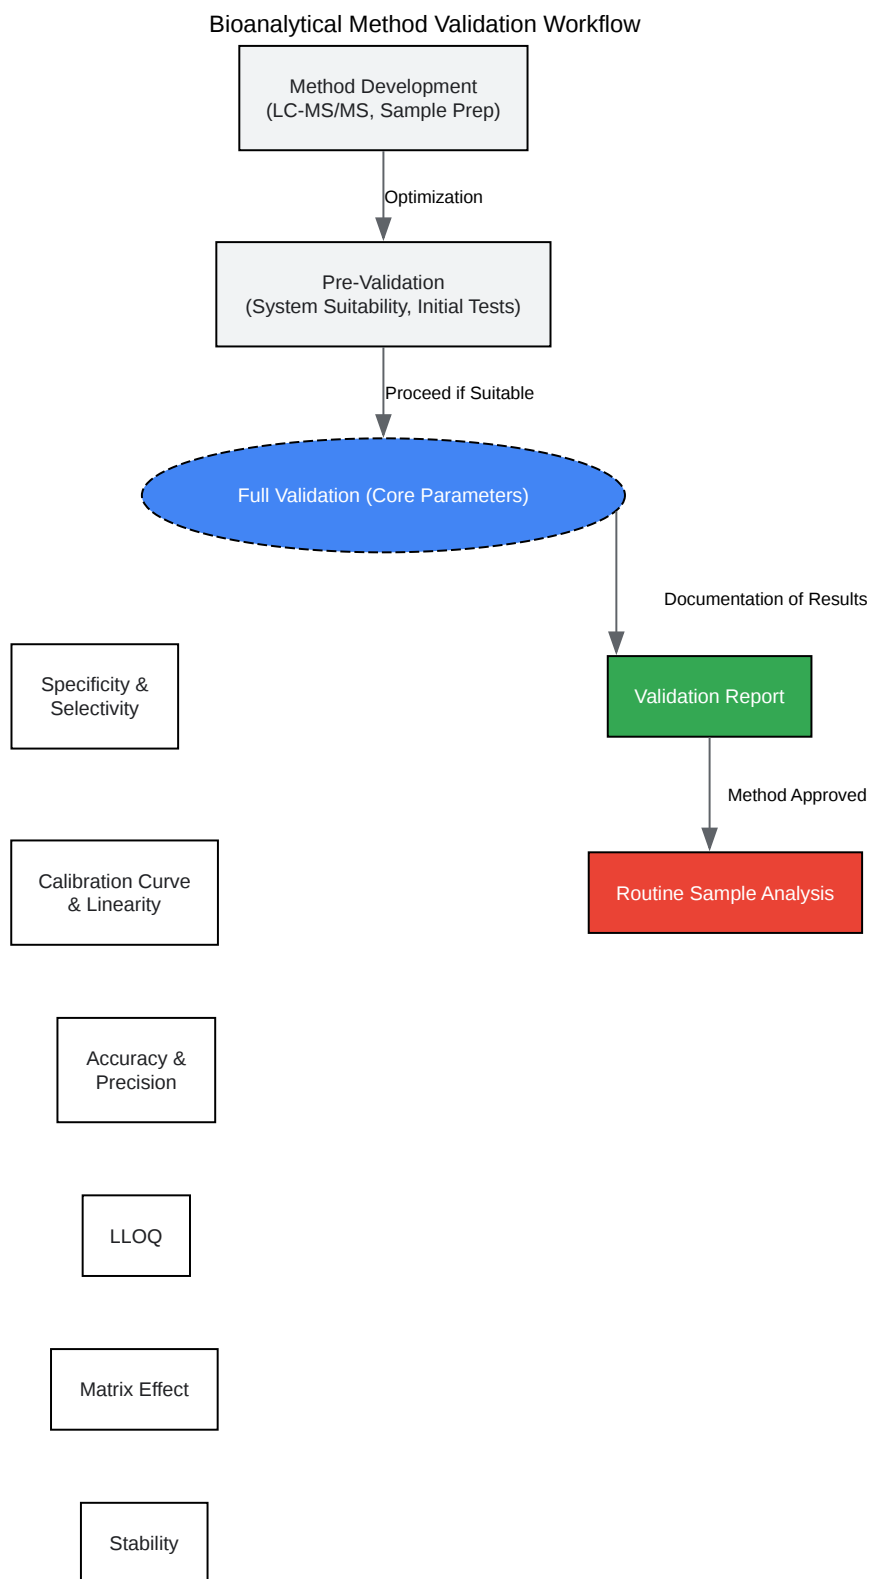 Bioanalytical Method Validation Workflow
Method Development
(LC-MS/MS, Sample Prep)
Optimization
Pre-Validation
(System Suitability, Initial Tests)
Proceed if Suitable
Full Validation (Core Parameters)
Documentation of Results
Specificity &
Selectivity
Validation Report
Method Approved
Calibration Curve
& Linearity
Routine Sample Analysis
Accuracy &
Precision
LLOQ
Matrix Effect
Stability